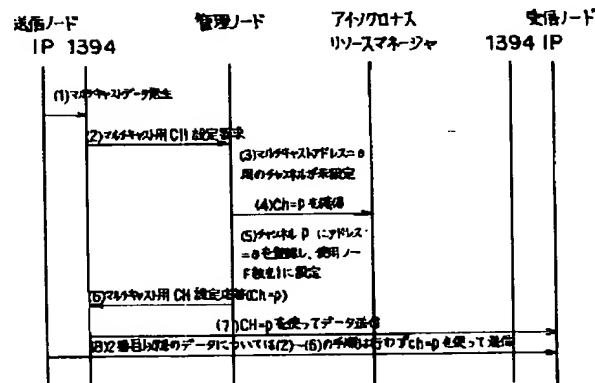 送信ノード
IP 1394
管理ノード
アイソクロナス
リソースマネージャ
受信ノード
1394 IP
(1)マルチキャストデータ発生
(2)マルチキャスト用CH設定要求
(3)マルチキャストアドレス=a
用のチャンネルが未設定
(4)Ch=pを獲得
(5)チャンネルpにアドレス
=aを登録し、使用ノー
ド数を1に設定
(6)マルチキャスト用CH設定応答(Ch=p)
(7)CH=pを使ってデータ送信
(8)2番目以降のデータについては(2)~(6)の手順は行わずch=pを使って送信